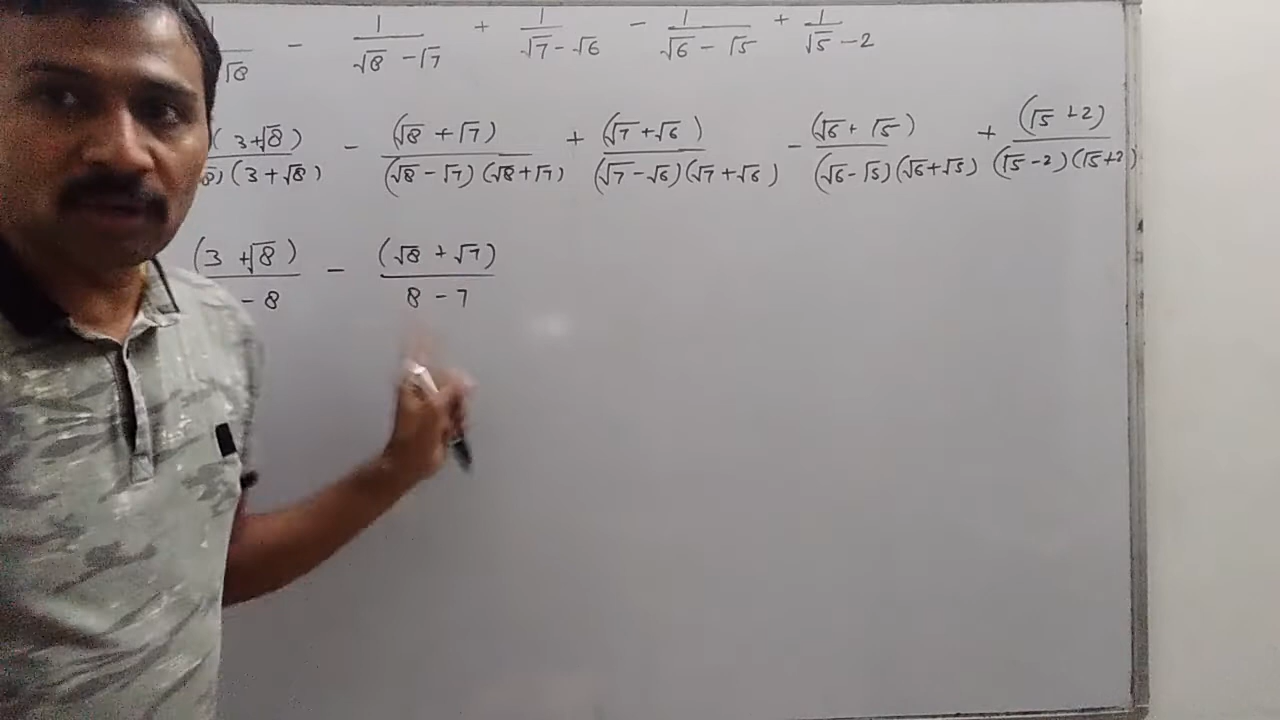 1/√8 − 1/(√8 − √7) + 1/(√7 − √6) − 1/(√6 − √5) + 1/(√5 − 2)
(3+√8)/8)(3 + √8) − (√8 + √7)/(√8 − √7)(√8 + √7) + (√7 + √6)/(√7 − √6)(√7 + √6) − (√6 + √5)/(√6 − √5)(√6 + √5) + (√5 + 2)/(√5 − 2)(√5 + 2)
(3 + √8)/− 8 − (√8 + √7)/8 − 7